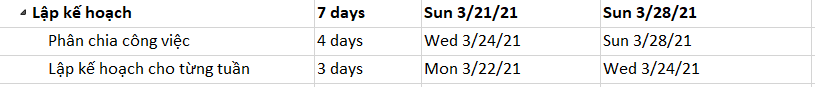 Lập kế hoạch 7 days Sun 3/21/21 Sun 3/28/21
Phân chia công việc 4 days Wed 3/24/21 Sun 3/28/21
Lập kế hoạch cho từng tuần 3 days Mon 3/22/21 Wed 3/24/21